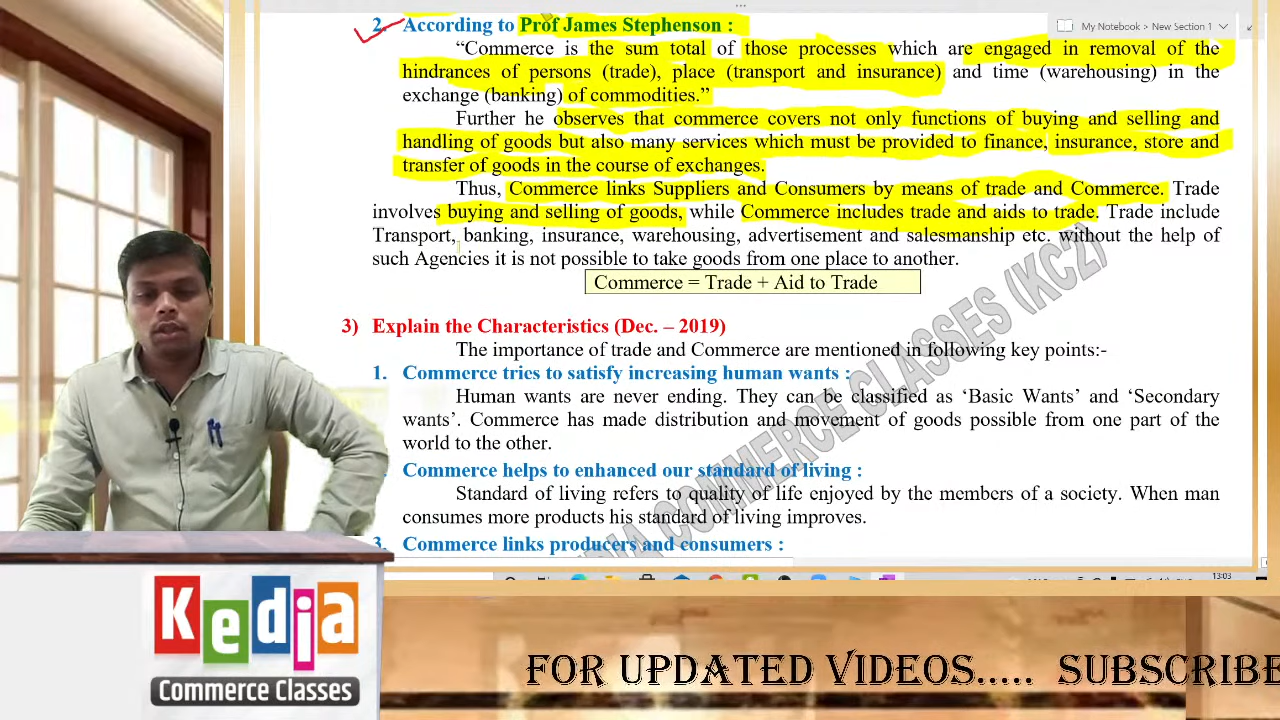 My Notebook > New Section 1
2. According to Prof James Stephenson :
“Commerce is the sum total of those processes which are engaged in removal of the
hindrances of persons (trade), place (transport and insurance) and time (warehousing) in the
exchange (banking) of commodities.”
Further he observes that commerce covers not only functions of buying and selling and
handling of goods but also many services which must be provided to finance, insurance, store and
transfer of goods in the course of exchanges.
Thus, Commerce links Suppliers and Consumers by means of trade and Commerce. Trade
involves buying and selling of goods, while Commerce includes trade and aids to trade. Trade include
Transport, banking, insurance, warehousing, advertisement and salesmanship etc. without the help of
such Agencies it is not possible to take goods from one place to another.
Commerce = Trade + Aid to Trade
3) Explain the Characteristics (Dec. – 2019)
The importance of trade and Commerce are mentioned in following key points:-
1. Commerce tries to satisfy increasing human wants :
Human wants are never ending. They can be classified as ‘Basic Wants’ and ‘Secondary
wants’. Commerce has made distribution and movement of goods possible from one part of the
world to the other.
Commerce helps to enhanced our standard of living :
Standard of living refers to quality of life enjoyed by the members of a society. When man
consumes more products his standard of living improves.
3. Commerce links producers and consumers :
COMMERCE CLASSES (KC2)
13:03
Kedia
Commerce Classes
FOR UPDATED VIDEOS..... SUBSCRIBE